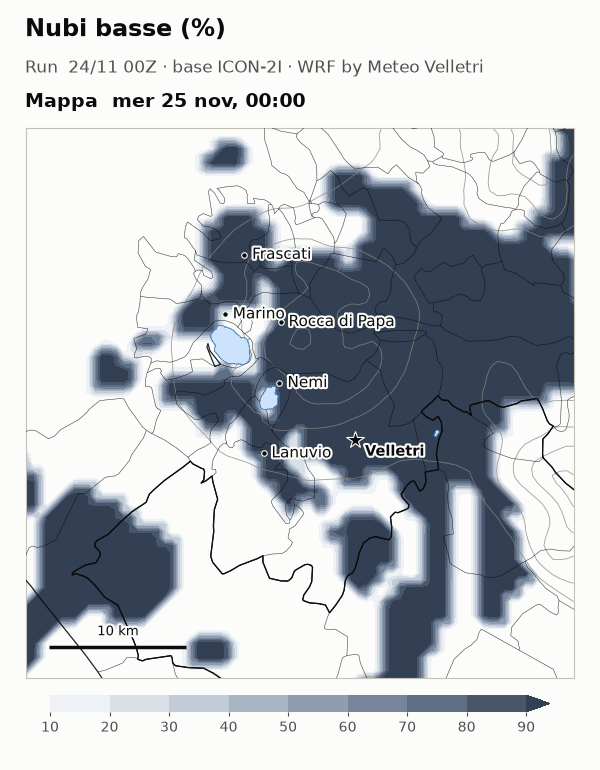 Nubi basse (%)
Run  24/11 00Z · base ICON-2I · WRF by Meteo Velletri
Mappa  mer 25 nov, 00:00
Frascati
Marino
Rocca di Papa
Nemi
Velletri
Lanuvio
10 km
10 20 30 40 50 60 70 80 90